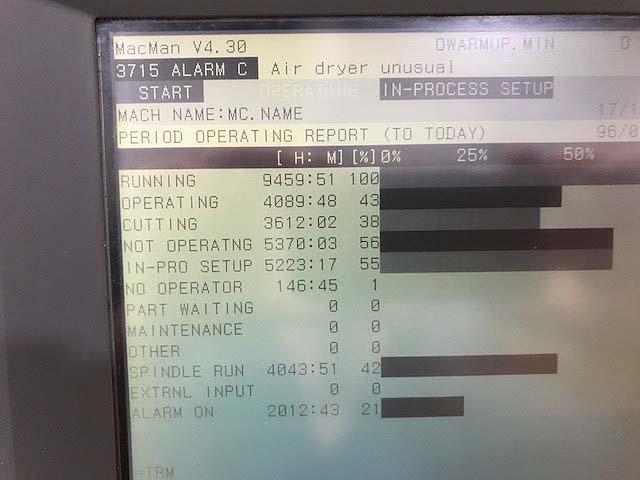 MacMan V4.30 OWARMUP.MIN 0
3715 ALARM C Air dryer unusual
START OPERATING IN-PROCESS SETUP
MACH NAME:MC.NAME 17/1
PERIOD OPERATING REPORT (TO TODAY) 96/0
[ H: M] [%] 0% 25% 50%
RUNNING 9459:51 100
OPERATING 4089:48 43
CUTTING 3612:02 38
NOT OPERATNG 5370:03 56
IN-PRO SETUP 5223:17 55
NO OPERATOR 146:45 1
PART WAITING 0 0
MAINTENANCE 0 0
OTHER 0 0
SPINDLE RUN 4043:51 42
EXTRNL INPUT 0 0
ALARM ON 2012:43 21
=TRM